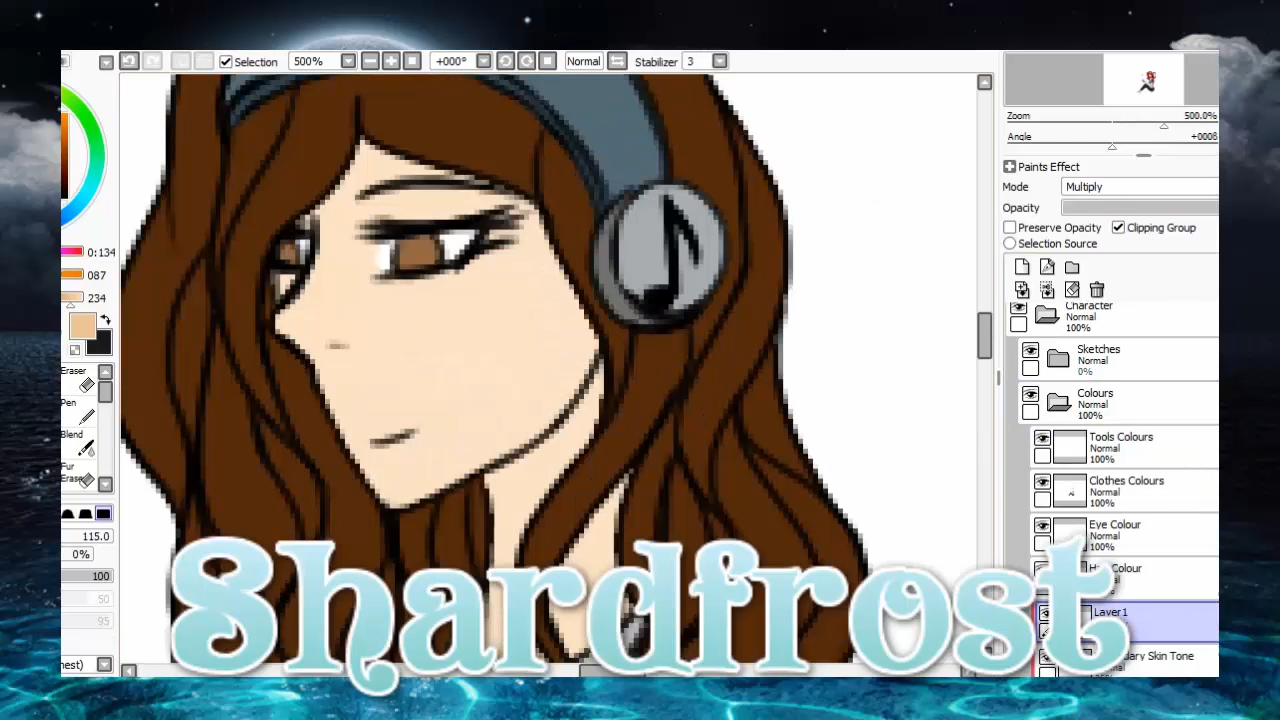 Selection 500% +000° Normal Stabilizer 3
Zoom 500.0%
Angle
Paints Effect
Mode Multiply
Opacity
Preserve Opacity Clipping Group
Selection Source
0:134
087
234
Character
Normal
100%
Sketches
Normal
0%
Colours
Normal
100%
Eraser
Pen
Blend
Fur
Erase
Tools Colours
Normal
100%
Clothes Colours
Normal
100%
Eye Colour
Normal
100%
115.0
0%
100
50
95
Colour
Layer1
Skin Tone
Shardfrost